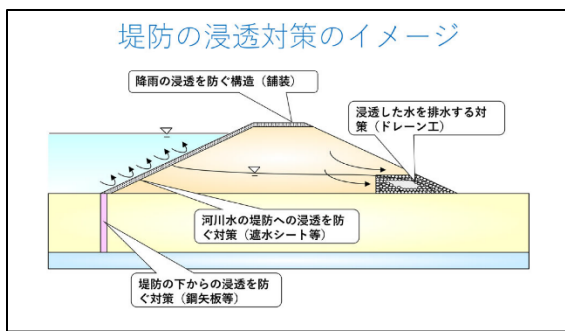 堤防の浸透対策のイメージ
降雨の浸透を防ぐ構造（舗装）
浸透した水を排水する対
策（ドレーン工）
河川水の堤防への浸透を防
ぐ対策（遮水シート等）
堤防の下からの浸透を防
ぐ対策（鋼矢板等）